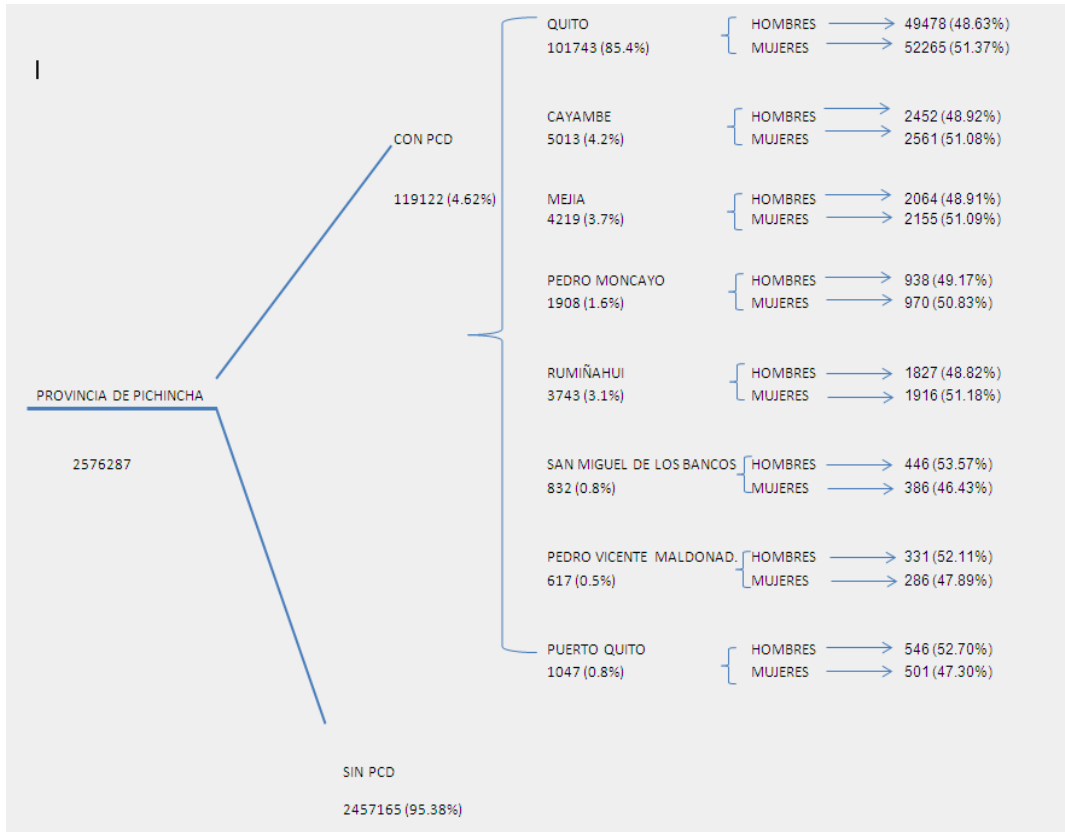 PROVINCIA DE PICHINCHA
2576287
CON PCD
119122 (4.62%)
SIN PCD
2457165 (95.38%)
QUITO
101743 (85.4%)
HOMBRES 49478 (48.63%)
MUJERES 52265 (51.37%)
CAYAMBE
5013 (4.2%)
HOMBRES 2452 (48.92%)
MUJERES 2561 (51.08%)
MEJIA
4219 (3.7%)
HOMBRES 2064 (48.91%)
MUJERES 2155 (51.09%)
PEDRO MONCAYO
1908 (1.6%)
HOMBRES 938 (49.17%)
MUJERES 970 (50.83%)
RUMIÑAHUI
3743 (3.1%)
HOMBRES 1827 (48.82%)
MUJERES 1916 (51.18%)
SAN MIGUEL DE LOS BANCOS
832 (0.8%)
HOMBRES 446 (53.57%)
MUJERES 386 (46.43%)
PEDRO VICENTE MALDONAD.
617 (0.5%)
HOMBRES 331 (52.11%)
MUJERES 286 (47.89%)
PUERTO QUITO
1047 (0.8%)
HOMBRES 546 (52.70%)
MUJERES 501 (47.30%)